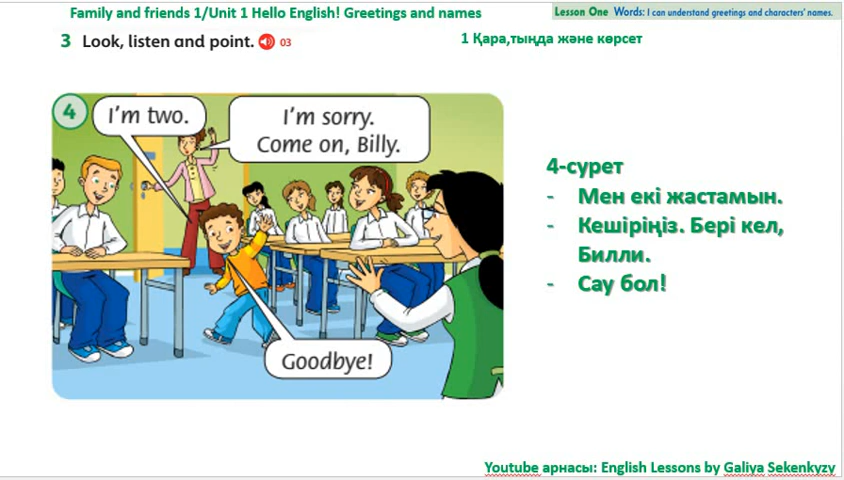 Family and friends 1/Unit 1 Hello English! Greetings and names
Lesson One Words: I can understand greetings and characters' names.
3 Look, listen and point. 03
1 Қара,тыңда және көрсет
4
I'm two.
I'm sorry.
Come on, Billy.
Goodbye!
4-сурет
- Мен екі жастамын.
- Кешіріңіз. Бері кел,
Билли.
- Сау бол!
Youtube арнасы: English Lessons by Galiya Sekenkyzy